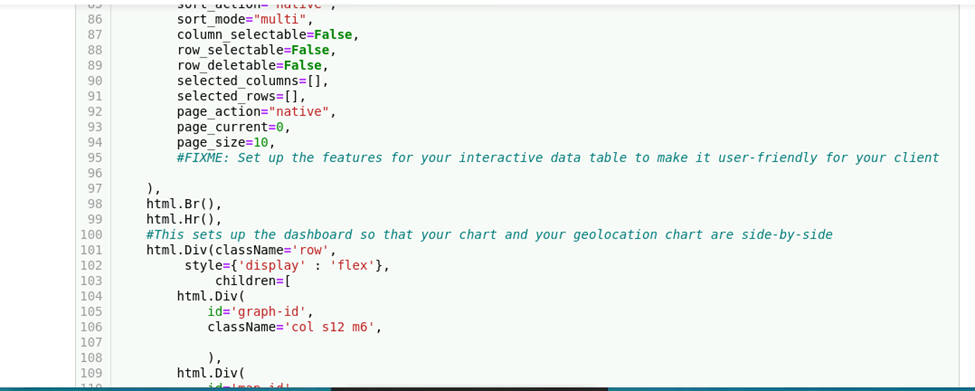 85 sort_action="native",
86 sort_mode="multi",
87 column_selectable=False,
88 row_selectable=False,
89 row_deletable=False,
90 selected_columns=[],
91 selected_rows=[],
92 page_action="native",
93 page_current=0,
94 page_size=10,
95 #FIXME: Set up the features for your interactive data table to make it user-friendly for your client
96
97 ),
98 html.Br(),
99 html.Hr(),
100 #This sets up the dashboard so that your chart and your geolocation chart are side-by-side
101 html.Div(className='row',
102 style={'display' : 'flex'},
103 children=[
104 html.Div(
105 id='graph-id',
106 className='col s12 m6',
107
108 ),
109 html.Div(
110 id='map-id',